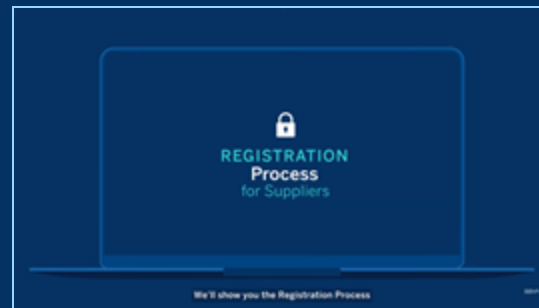 REGISTRATION
Process
for Suppliers
We'll show you the Registration Process